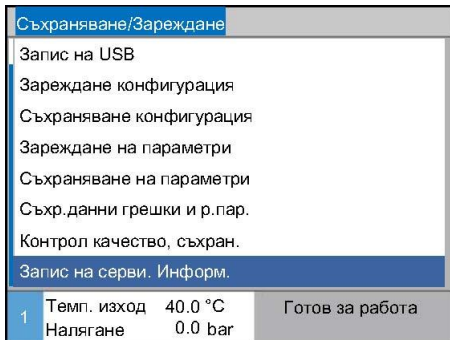 Съхраняване/Зареждане
Запис на USB
Зареждане конфигурация
Съхраняване конфигурация
Зареждане на параметри
Съхраняване на параметри
Съхр.данни грешки и р.пар.
Контрол качество, съхран.
Запис на серви. Информ.
1 Темп. изход 40.0 °C Готов за работа
Налягане 0.0 bar